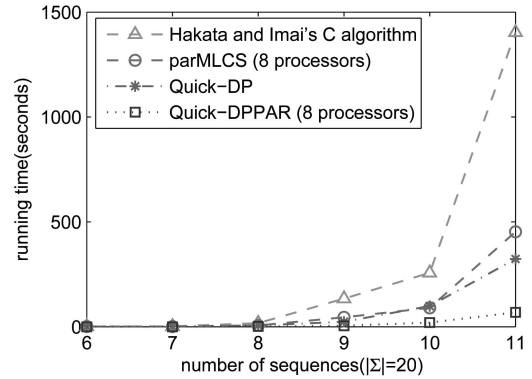 1500
1000
500
0
running time(seconds)
Hakata and Imai's C algorithm
parMLCS (8 processors)
Quick-DP
Quick-DPPAR (8 processors)
6 7 8 9 10 11
number of sequences(|Σ|=20)